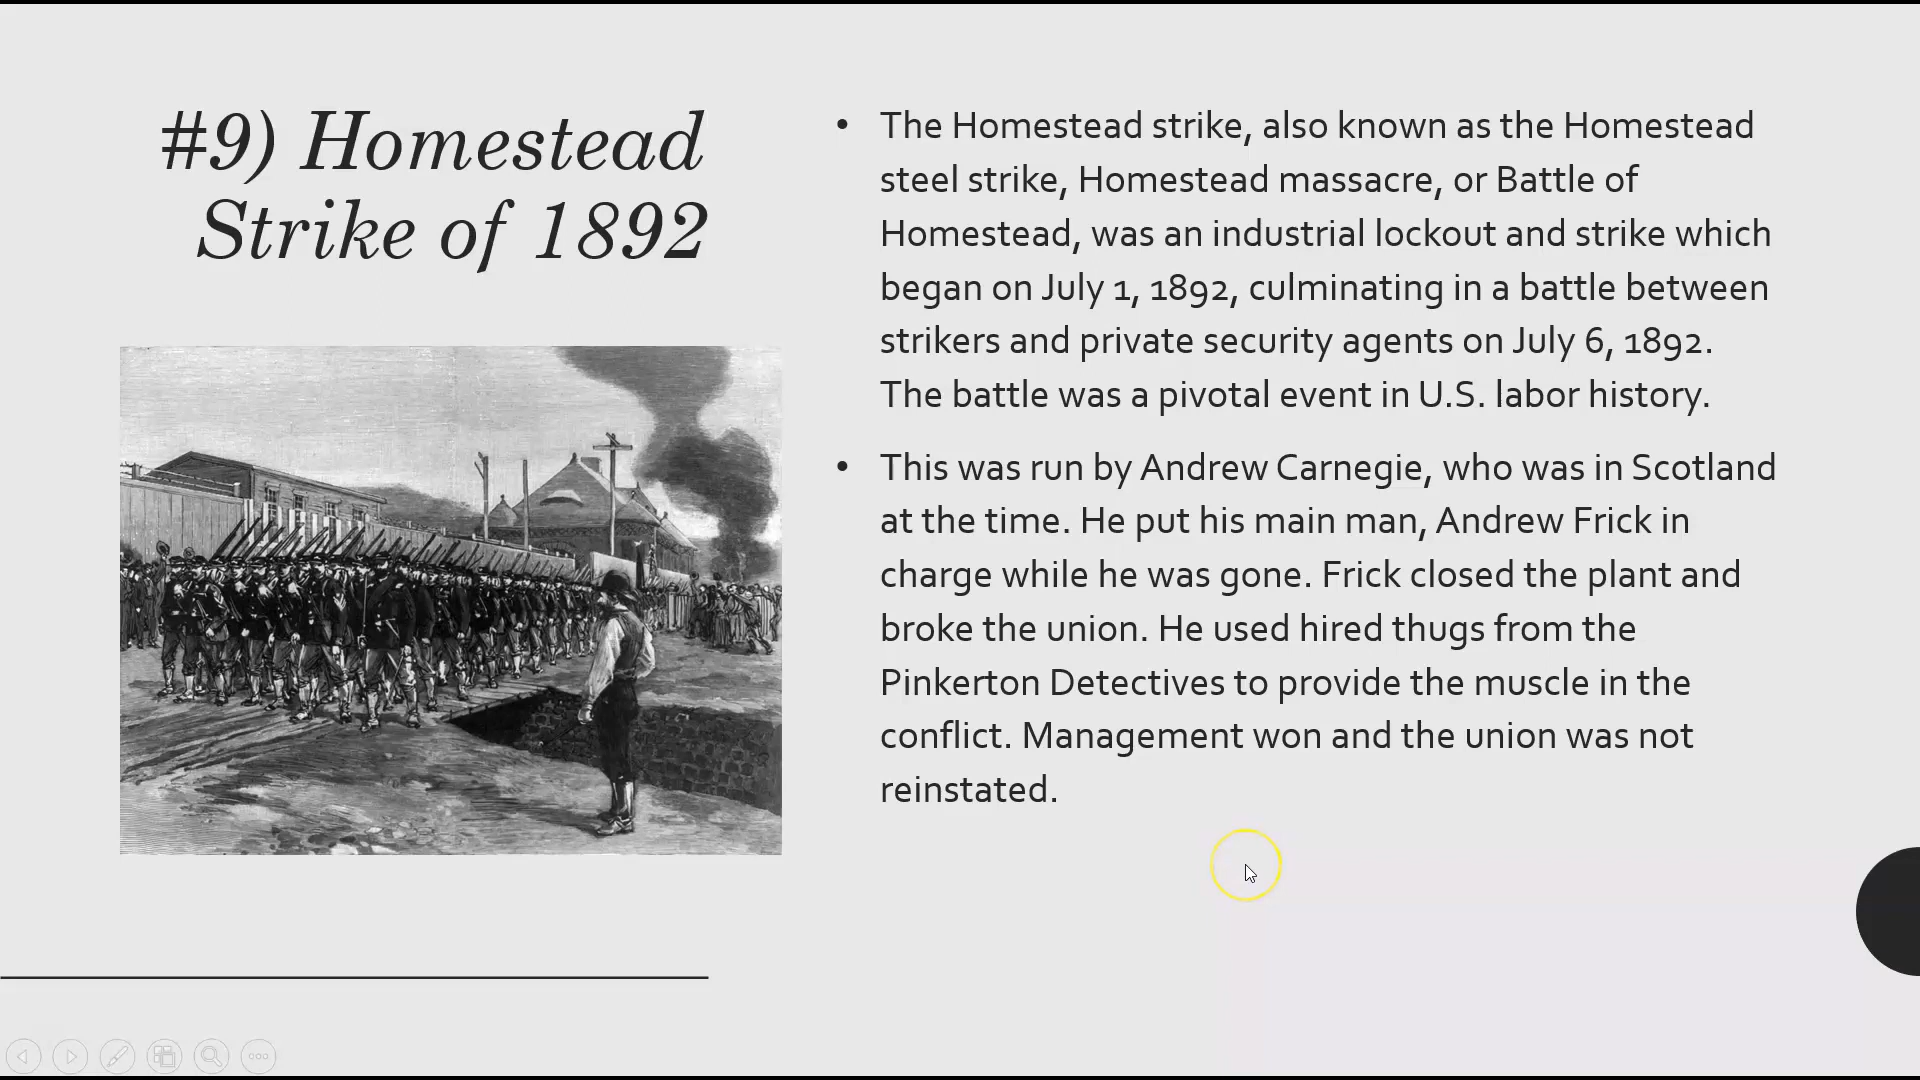 #9) Homestead
Strike of 1892
• The Homestead strike, also known as the Homestead
steel strike, Homestead massacre, or Battle of
Homestead, was an industrial lockout and strike which
began on July 1, 1892, culminating in a battle between
strikers and private security agents on July 6, 1892.
The battle was a pivotal event in U.S. labor history.
• This was run by Andrew Carnegie, who was in Scotland
at the time. He put his main man, Andrew Frick in
charge while he was gone. Frick closed the plant and
broke the union. He used hired thugs from the
Pinkerton Detectives to provide the muscle in the
conflict. Management won and the union was not
reinstated.